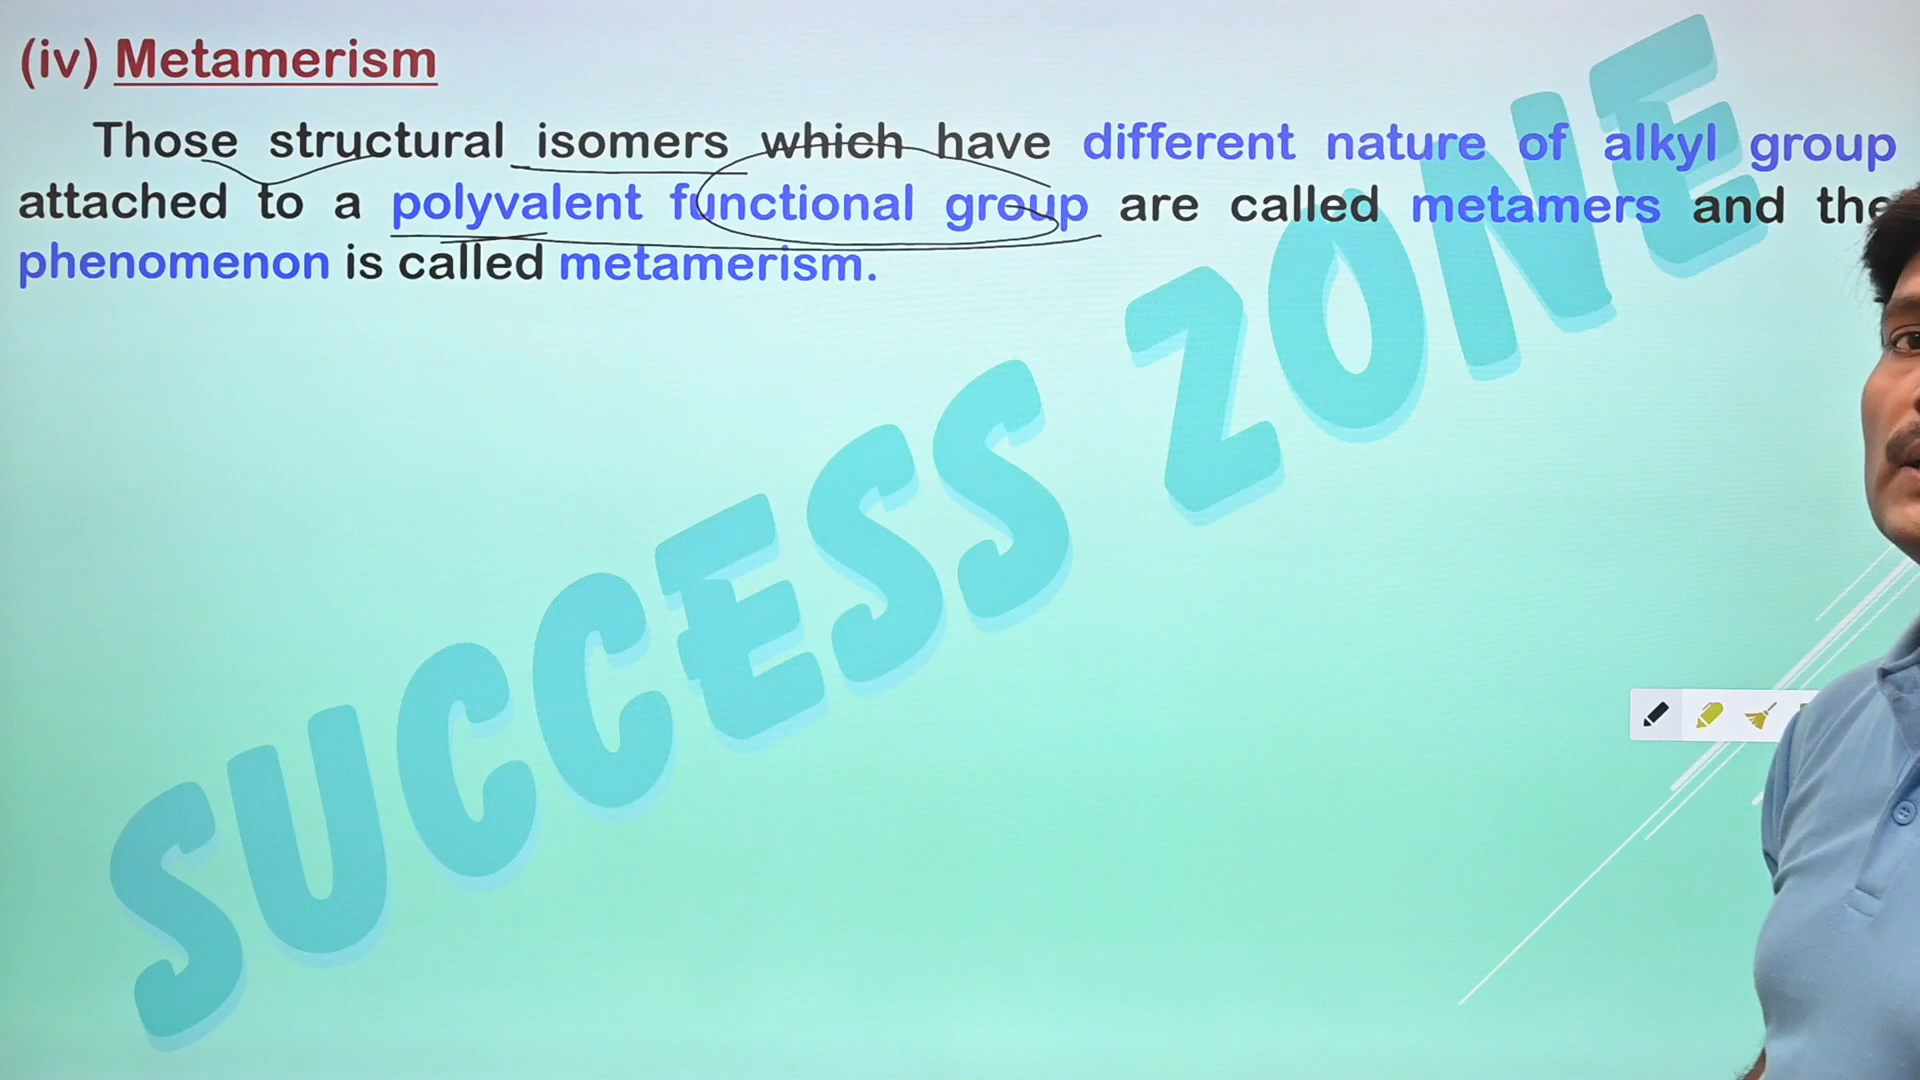 (iv) Metamerism
Those structural isomers which have different nature of alkyl group
attached to a polyvalent functional group are called metamers and the
phenomenon is called metamerism.
SUCCESS ZONE